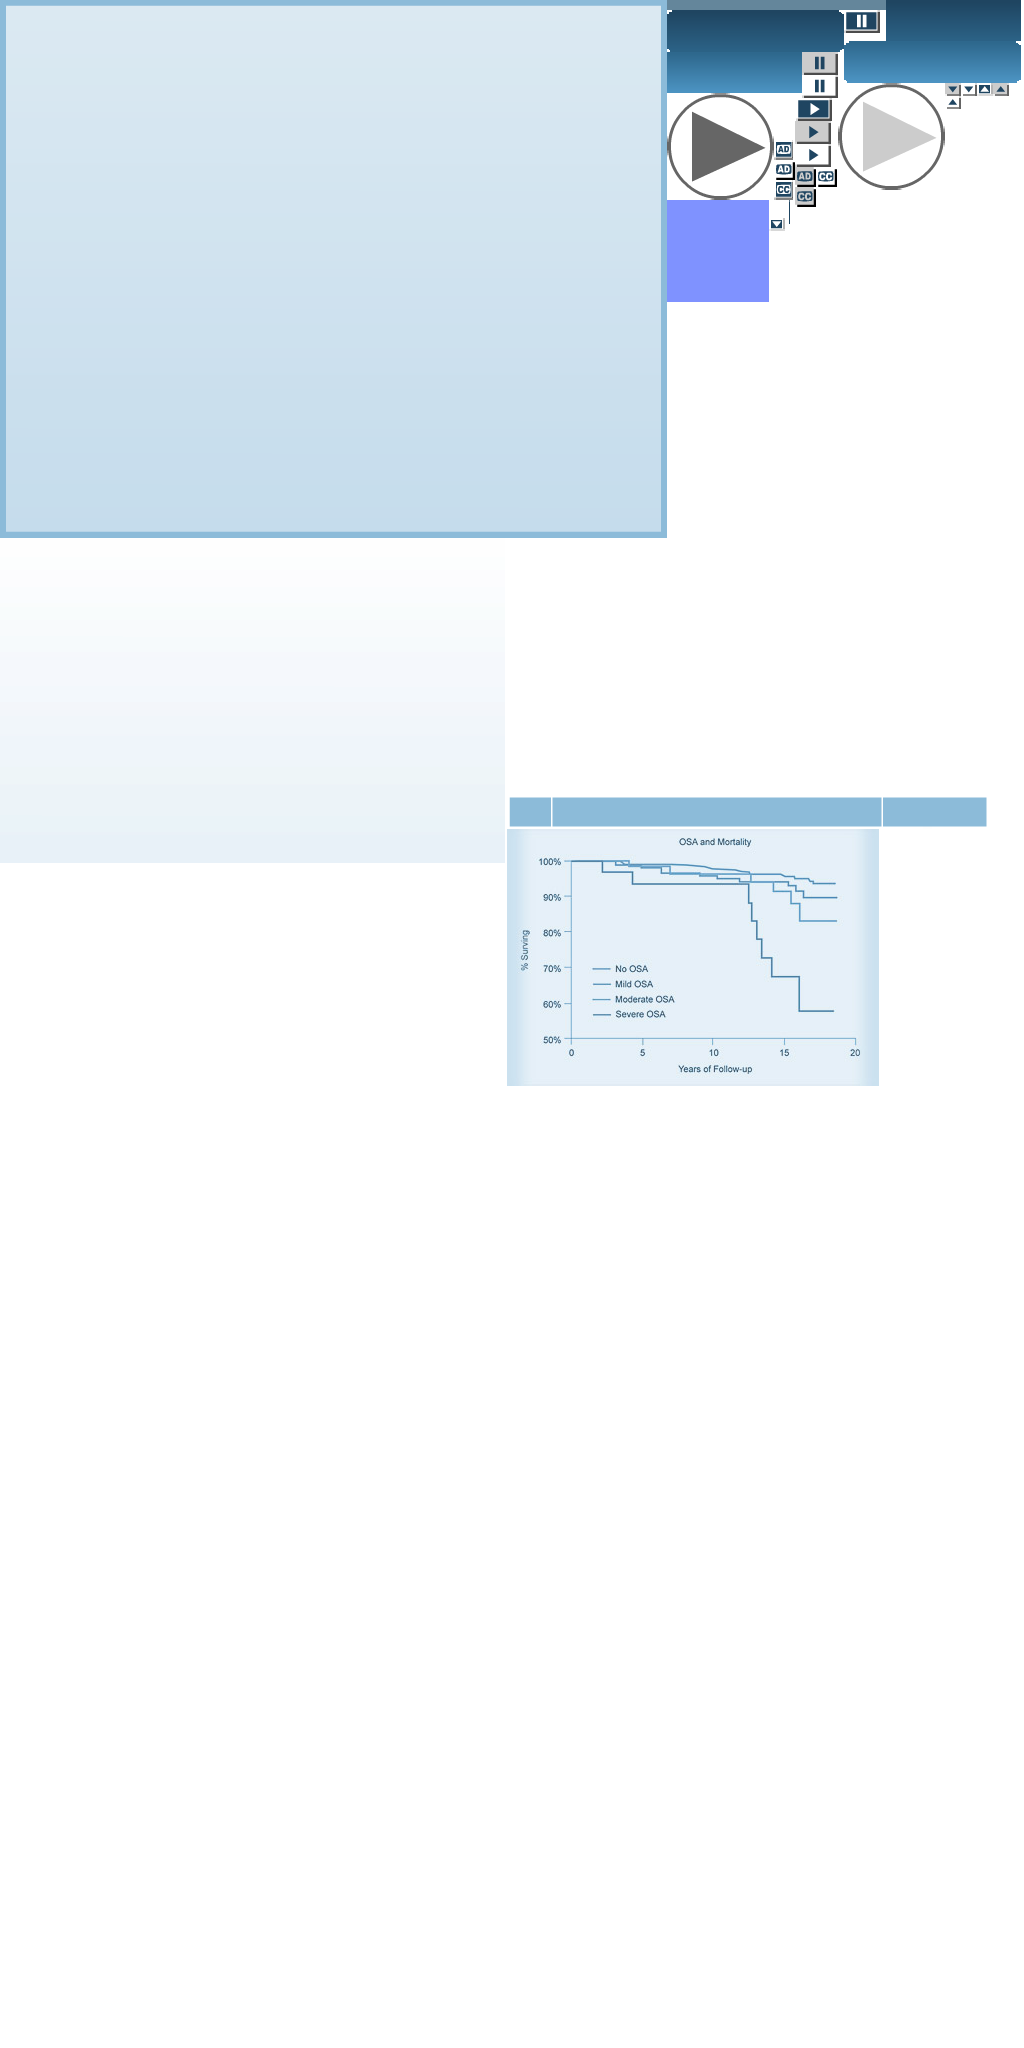 AD
AD
AD
CC
CC
CC
OSA and Mortality
100%
90%
80%
70%
60%
50%
% Surving
No OSA
Mild OSA
Moderate OSA
Severe OSA
0 5 10 15 20
Years of Follow-up